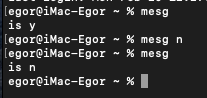 egor@iMac-Egor ~ % mesg
is y
egor@iMac-Egor ~ % mesg n
egor@iMac-Egor ~ % mesg
is n
egor@iMac-Egor ~ %